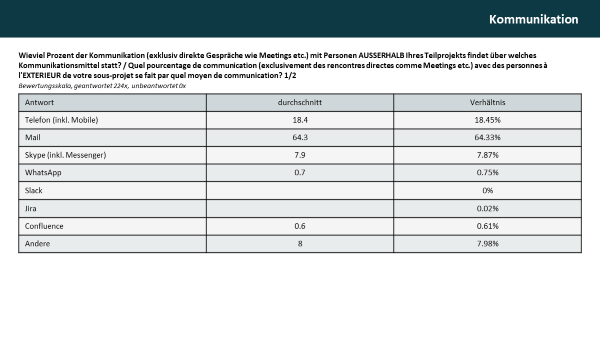 Kommunikation
Wieviel Prozent der Kommunikation (exklusiv direkte Gespräche wie Meetings etc.) mit Personen AUSSERHALB Ihres Teilprojekts findet über welches
Kommunikationsmittel statt? / Quel pourcentage de communication (exclusivement des rencontres directes comme Meetings etc.) avec des personnes à
l'EXTERIEUR de votre sous-projet se fait par quel moyen de communication? 1/2
Bewertungsskala, geantwortet 224x, unbeantwortet 0x
Antwort durchschnitt Verhältnis
Telefon (inkl. Mobile) 18.4 18.45%
Mail 64.3 64.33%
Skype (inkl. Messenger) 7.9 7.87%
WhatsApp 0.7 0.75%
Slack 0%
Jira 0.02%
Confluence 0.6 0.61%
Andere 8 7.98%